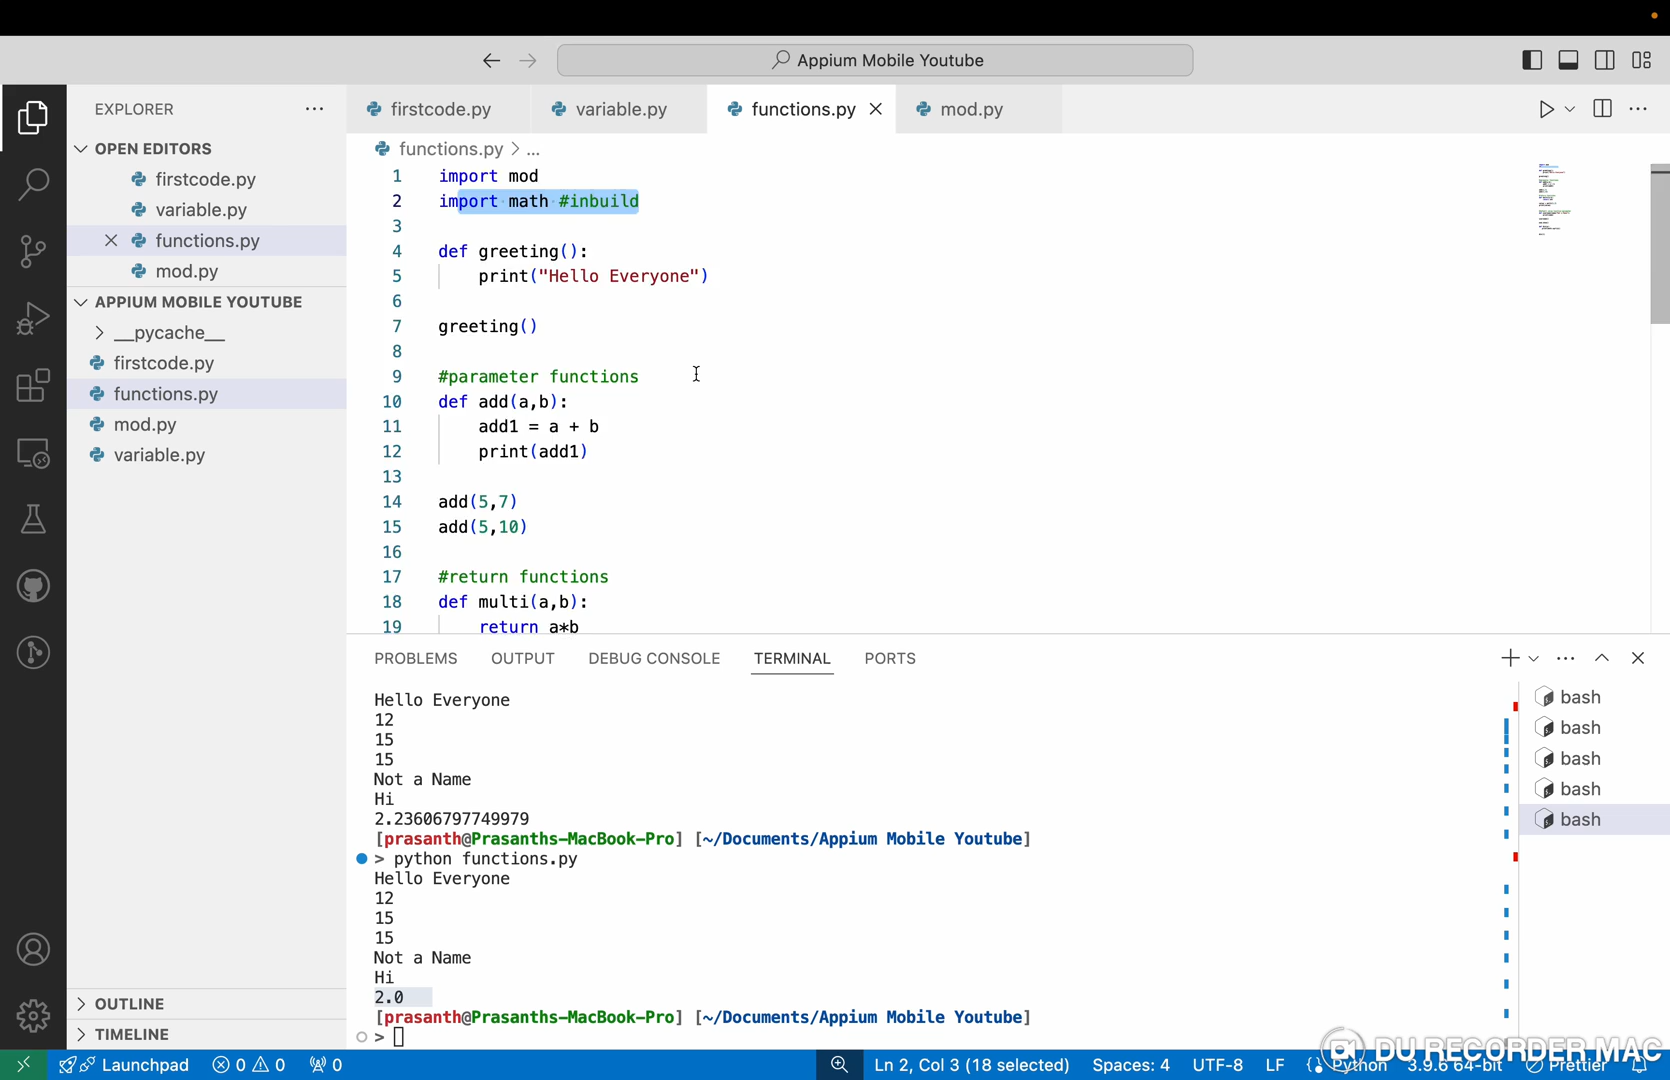 Appium Mobile Youtube
EXPLORER
firstcode.py
variable.py
functions.py
mod.py
OPEN EDITORS
firstcode.py
variable.py
functions.py
mod.py
APPIUM MOBILE YOUTUBE
__pycache__
firstcode.py
functions.py
mod.py
variable.py
OUTLINE
TIMELINE
functions.py > ...
1 import mod
2 import math #inbuild
3
4 def greeting():
5 print("Hello Everyone")
6
7 greeting()
8
9 #parameter functions
10 def add(a,b):
11 add1 = a + b
12 print(add1)
13
14 add(5,7)
15 add(5,10)
16
17 #return functions
18 def multi(a,b):
19 return a*b
PROBLEMS OUTPUT DEBUG CONSOLE TERMINAL PORTS
Hello Everyone
12
15
15
Not a Name
Hi
2.23606797749979
[prasanth@Prasanths-MacBook-Pro] [~/Documents/Appium Mobile Youtube]
> python functions.py
Hello Everyone
12
15
15
Not a Name
Hi
2.0
[prasanth@Prasanths-MacBook-Pro] [~/Documents/Appium Mobile Youtube]
>
bash
bash
bash
bash
bash
Launchpad 0 0 0 Ln 2, Col 3 (18 selected) Spaces: 4 UTF-8 LF Python 3.9.6 64-bit Prettier
DU RECORDER MAC